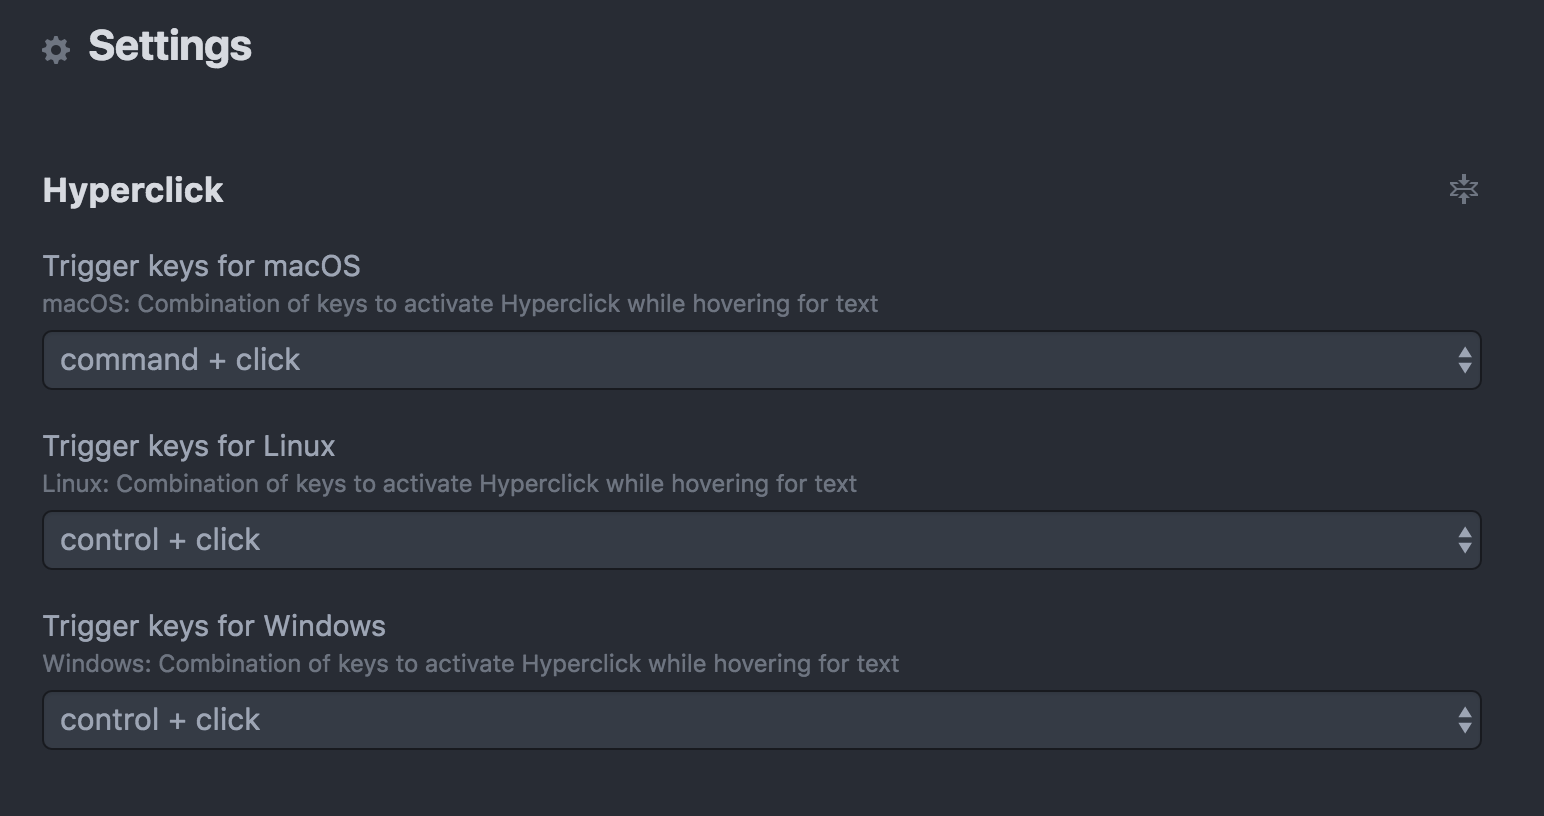 Settings
Hyperclick
Trigger keys for macOS
macOS: Combination of keys to activate Hyperclick while hovering for text
command + click
Trigger keys for Linux
Linux: Combination of keys to activate Hyperclick while hovering for text
control + click
Trigger keys for Windows
Windows: Combination of keys to activate Hyperclick while hovering for text
control + click